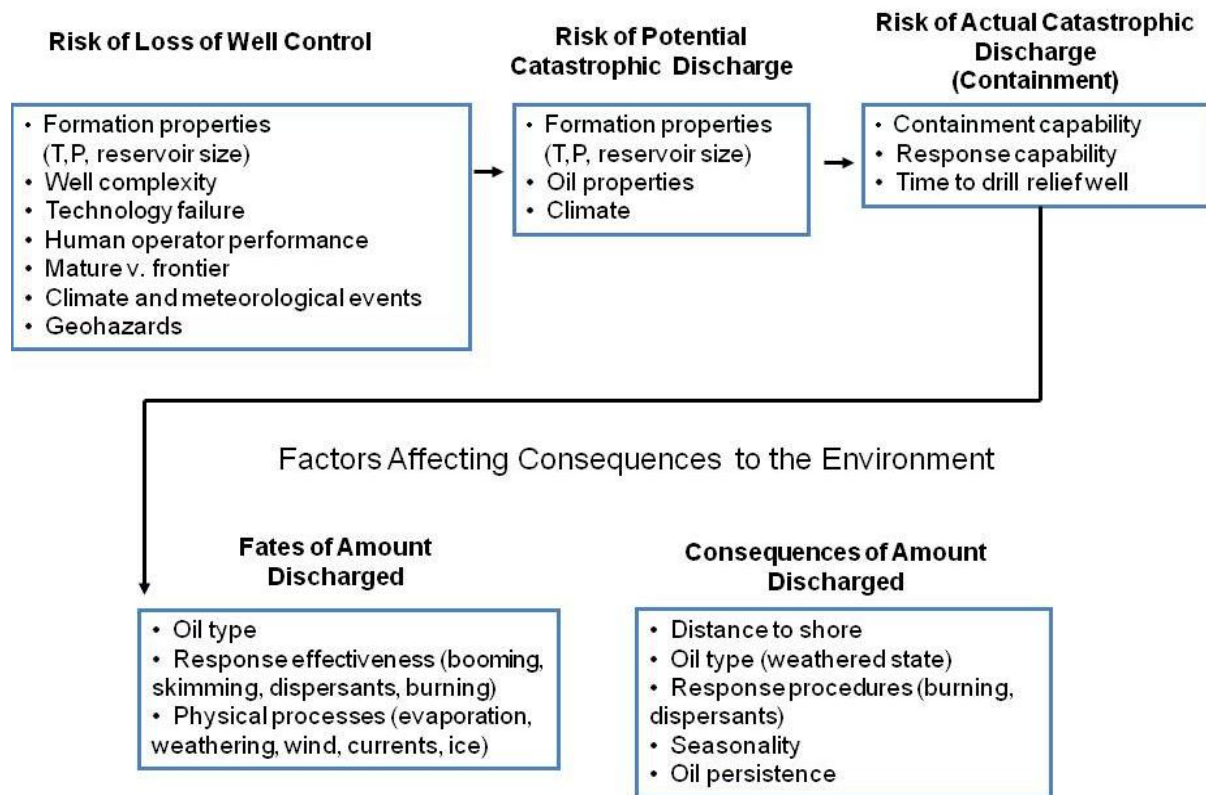 Risk of Loss of Well Control
• Formation properties
(T,P, reservoir size)
• Well complexity
• Technology failure
• Human operator performance
• Mature v. frontier
• Climate and meteorological events
• Geohazards
Risk of Potential
Catastrophic Discharge
• Formation properties
(T,P, reservoir size)
• Oil properties
• Climate
Risk of Actual Catastrophic
Discharge
(Containment)
• Containment capability
• Response capability
• Time to drill relief well
Factors Affecting Consequences to the Environment
Fates of Amount
Discharged
• Oil type
• Response effectiveness (booming,
skimming, dispersants, burning)
• Physical processes (evaporation,
weathering, wind, currents, ice)
Consequences of Amount
Discharged
• Distance to shore
• Oil type (weathered state)
• Response procedures (burning,
dispersants)
• Seasonality
• Oil persistence